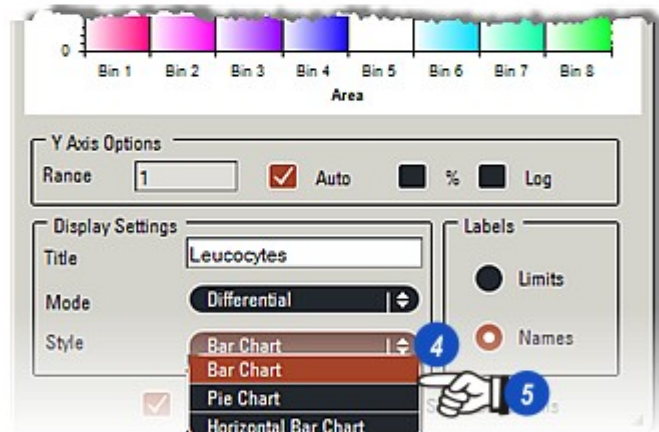 0
Bin 1 Bin 2 Bin 3 Bin 4 Bin 5 Bin 6 Bin 7 Bin 8
Area
Y Axis Options
Range 1 Auto % Log
Display Settings
Title Leucocytes
Mode Differential
Style Bar Chart 4
Bar Chart
Pie Chart 5
Horizontal Bar Chart
Labels
Limits
Names